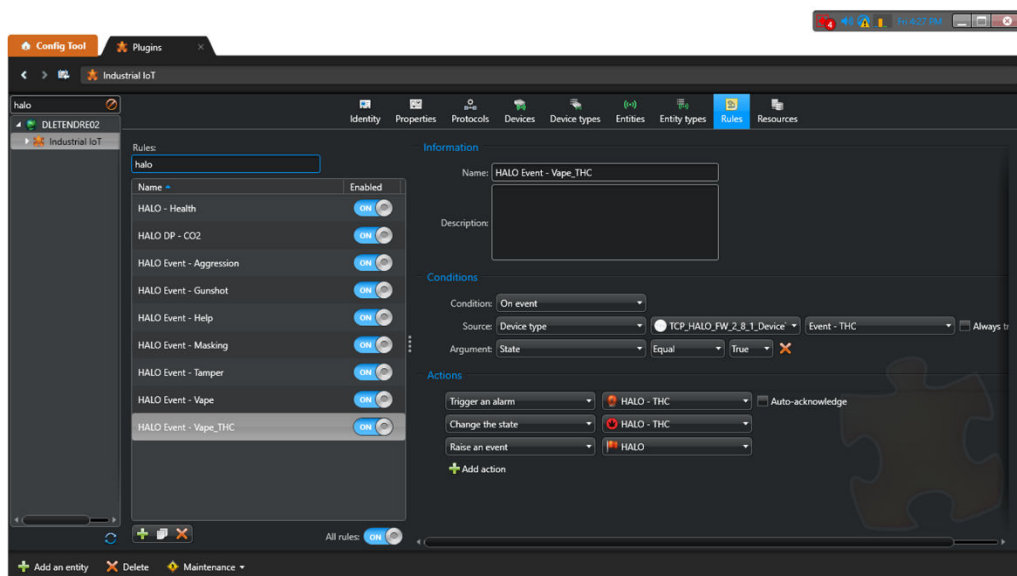 4 Fri 4:27 PM
Config Tool Plugins
Industrial IoT
halo
DLETENDRE02
Industrial IoT
Identity Properties Protocols Devices Device types Entities Entity types Rules Resources
Rules:
halo
Name Enabled
HALO - Health ON
HALO DP - CO2 ON
HALO Event - Aggression ON
HALO Event - Gunshot ON
HALO Event - Help ON
HALO Event - Masking ON
HALO Event - Tamper ON
HALO Event - Vape ON
HALO Event - Vape_THC ON
All rules: ON
Information
Name: HALO Event - Vape_THC
Description:
Conditions
Condition: On event
Source: Device type TCP_HALO_FW_2_8_1_Device Event - THC Always tr
Argument: State Equal True
Actions
Trigger an alarm HALO - THC Auto-acknowledge
Change the state HALO - THC
Raise an event HALO
Add action
Add an entity Delete Maintenance